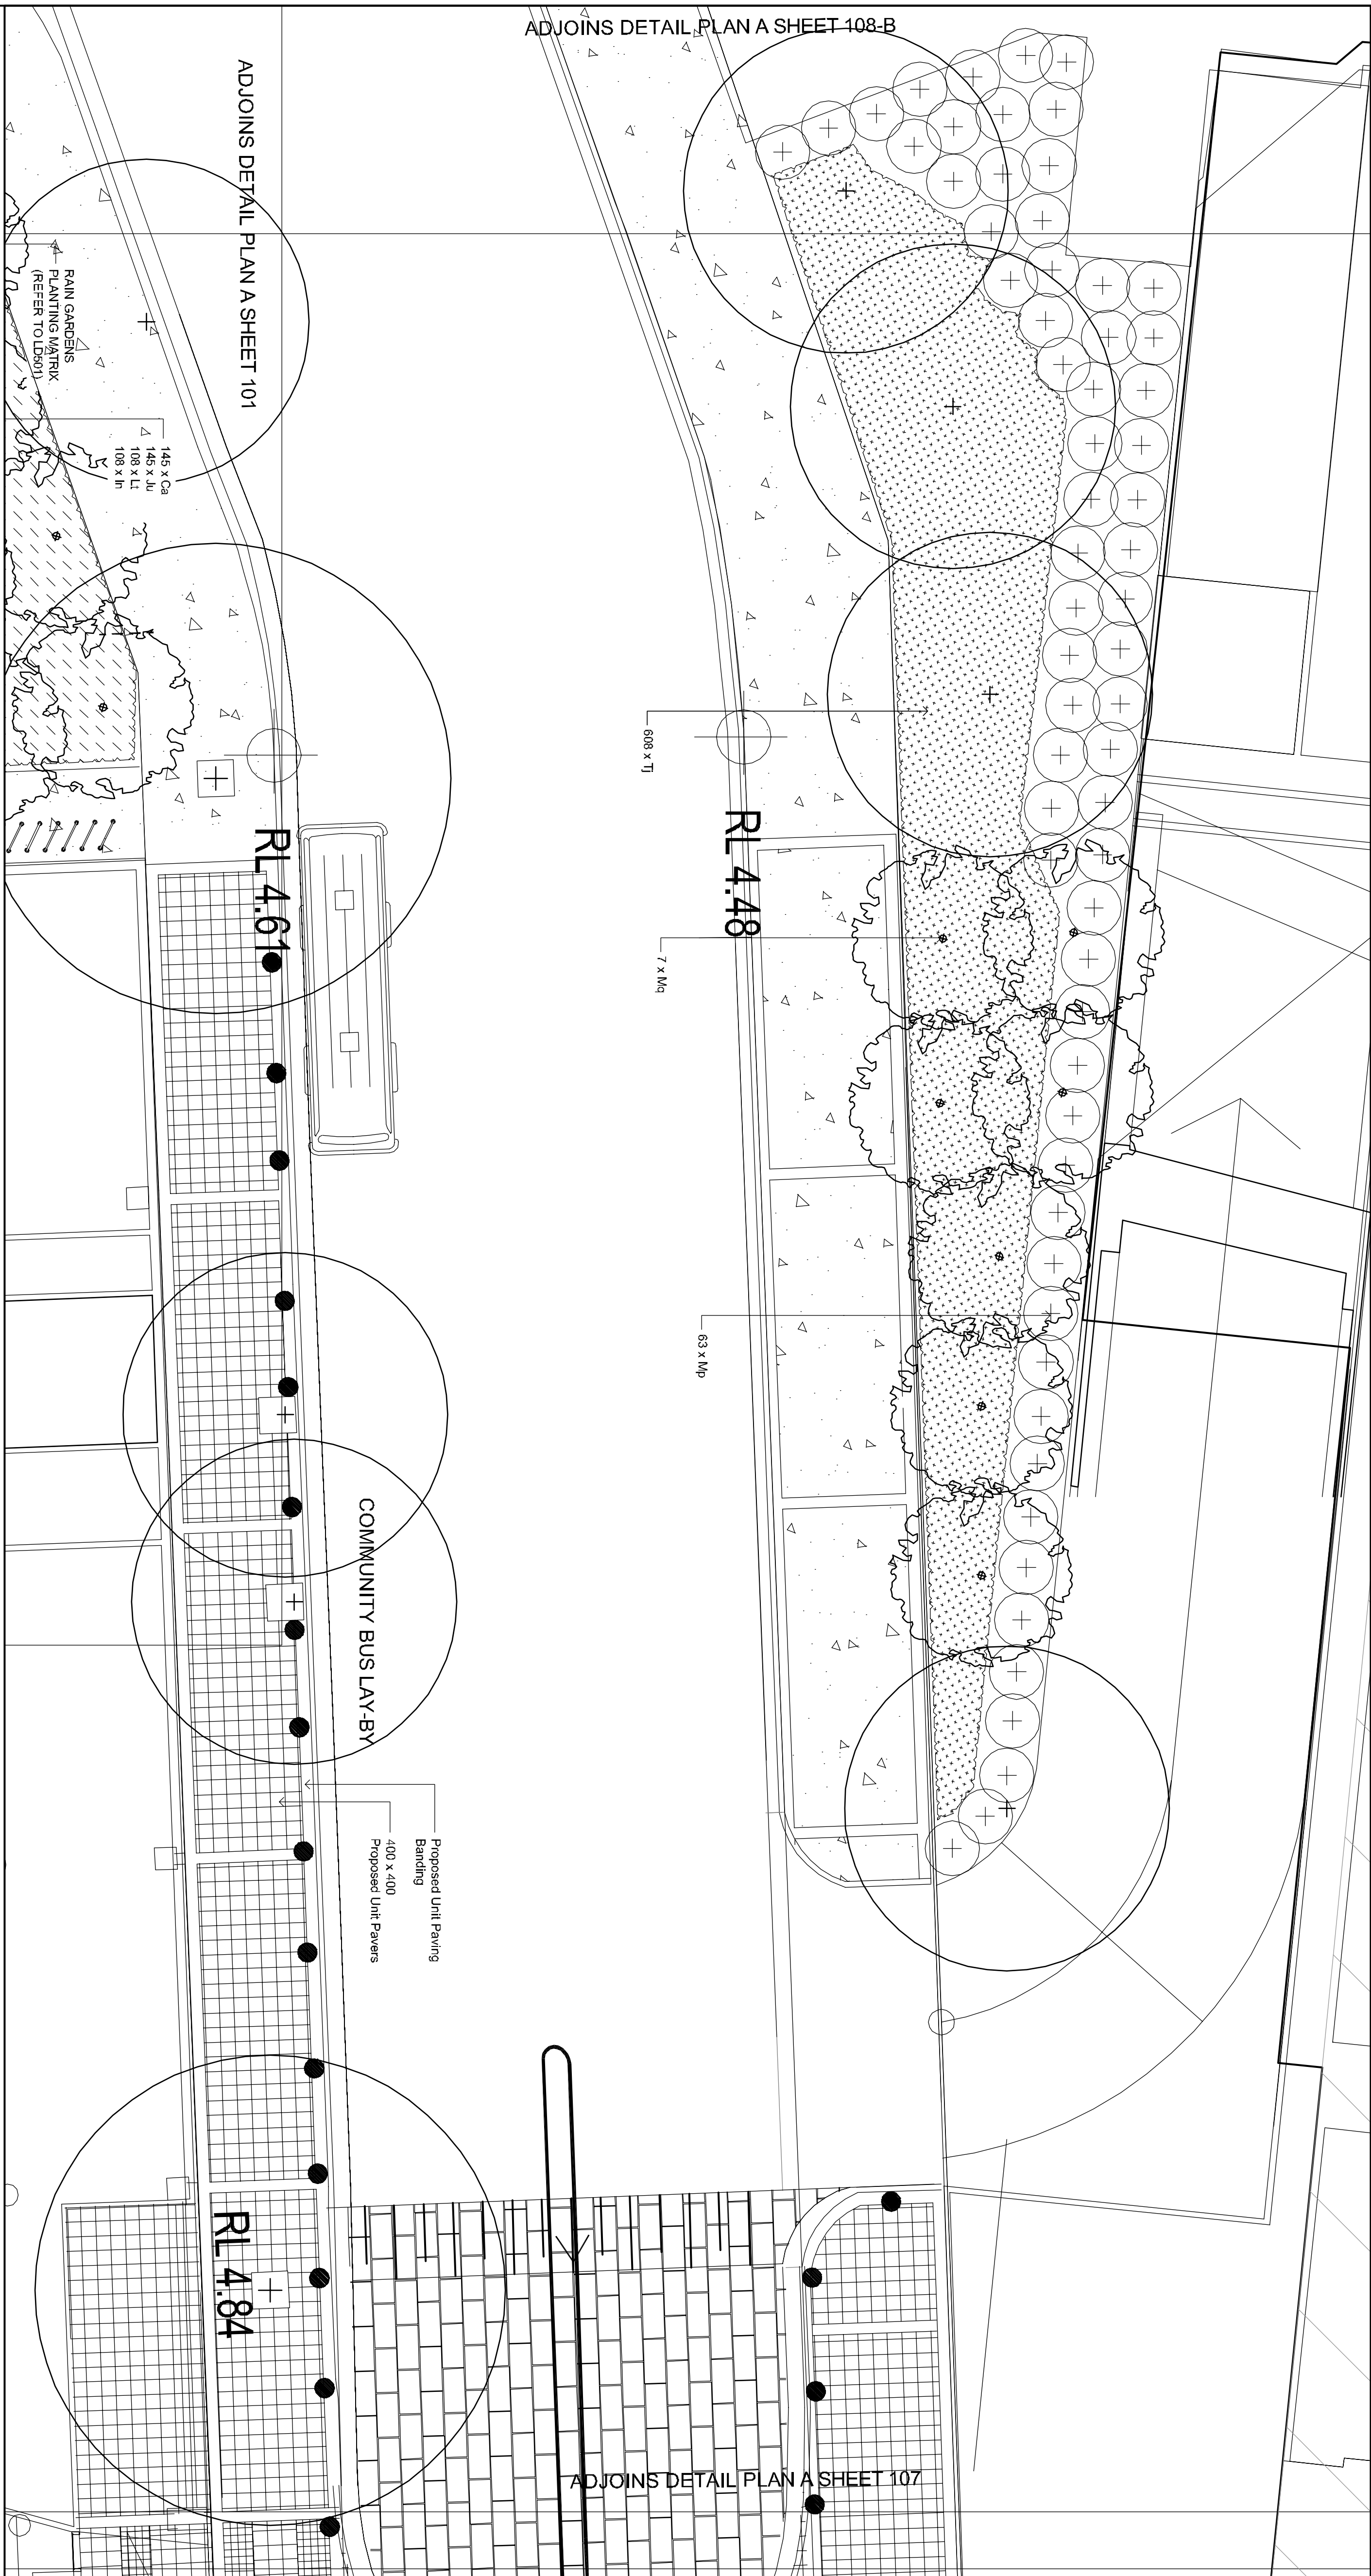 ADJOINS DETAIL PLAN A SHEET 108-B
ADJOINS DETAIL PLAN A SHEET 101
RAIN GARDENS
PLANTING MATRIX
(REFER TO LD501)
145 x Ca
145 x Ju
108 x Lt
108 x In
608 x Tj
RL 4.61
RL 4.48
7 x Mq
63 x Mp
COMMUNITY BUS LAY-BY
Proposed Unit Paving
Banding
400 x 400
Proposed Unit Pavers
RL 4.84
ADJOINS DETAIL PLAN A SHEET 107